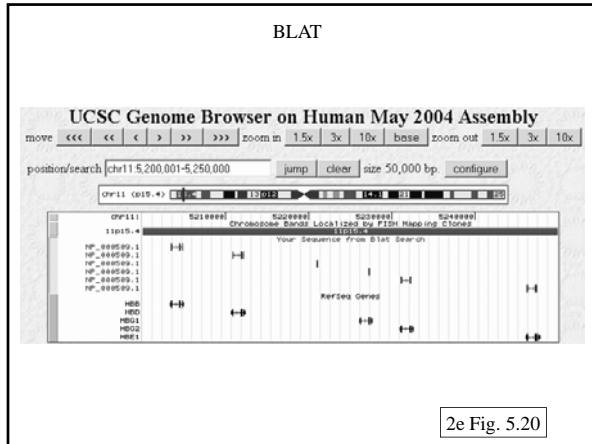 BLAT
UCSC Genome Browser on Human May 2004 Assembly
move <<< << < > >> >>> zoom in 1.5x 3x 10x base zoom out 1.5x 3x 10x
position/search chr11:5,200,001-5,250,000 jump clear size 50,000 bp. configure
chr11 (p15.4)
chr11: 5210000| 5220000| 5230000| 5240000|
Chromosome Bands Localized by FISH Mapping Clones
11p15.4 11p15.4
Your Sequence from Blat Search
NP_000509.1
NP_000509.1
NP_000509.1
NP_000509.1
NP_000509.1
NP_000509.1
RefSeq Genes
HBB
HBD
HBG1
HBG2
HBE1
2e Fig. 5.20